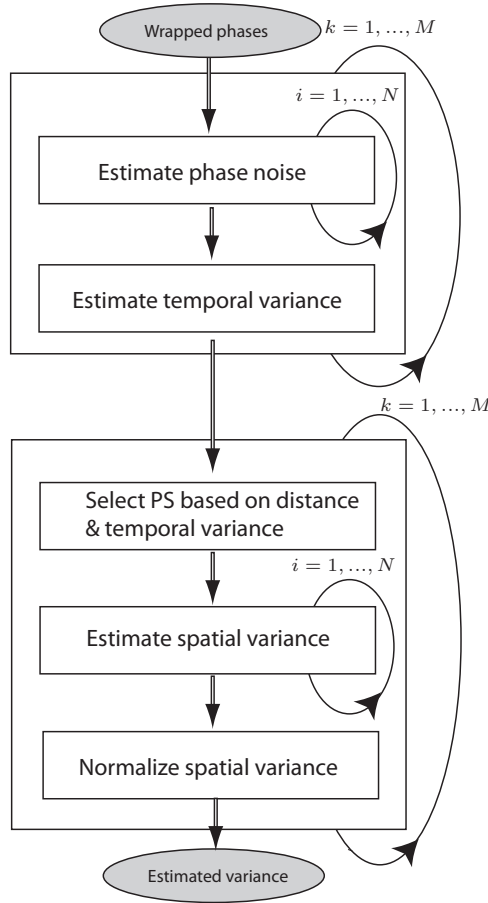 Wrapped phases
k = 1, ..., M
i = 1, ..., N
Estimate phase noise
Estimate temporal variance
k = 1, ..., M
Select PS based on distance
& temporal variance
i = 1, ..., N
Estimate spatial variance
Normalize spatial variance
Estimated variance